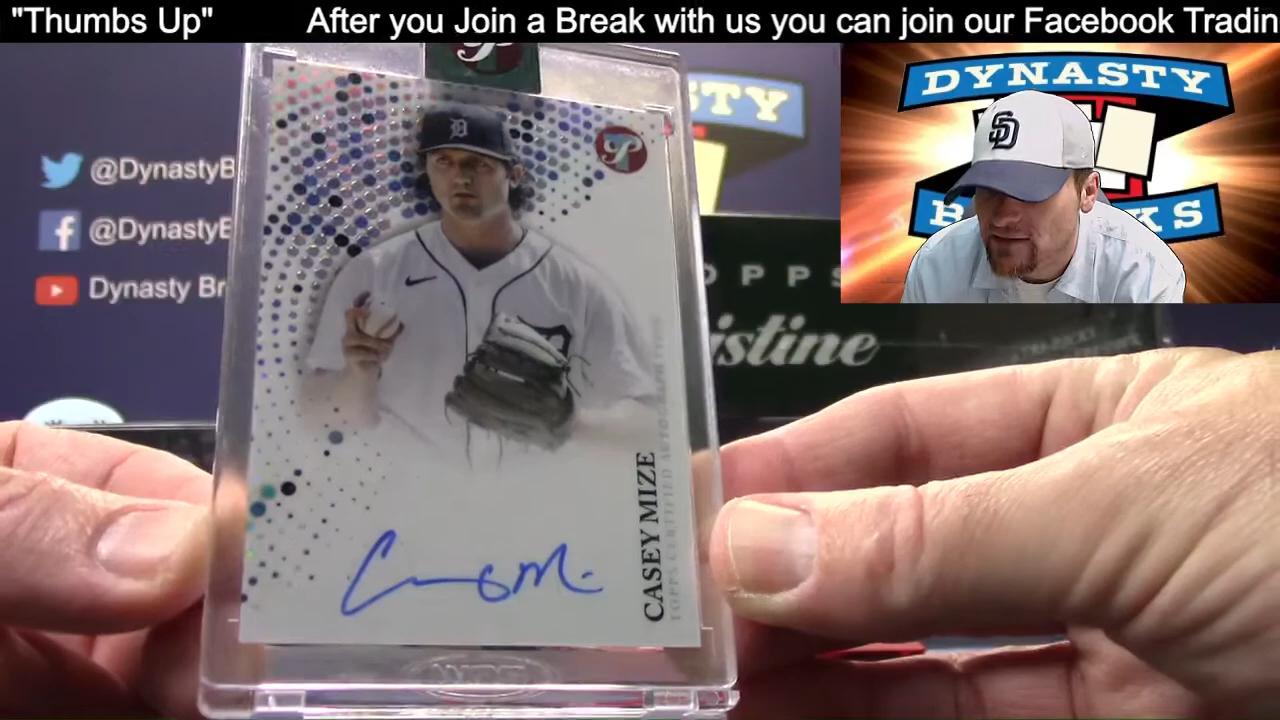 "Thumbs Up" After you Join a Break with us you can join our Facebook Tradin
DYNASTY
STY
@DynastyB
@DynastyB
Dynasty Br
OPPS
istine
D
SD
P
CASEY MIZE
TOPPS CERTIFIED AUTOGRAPH ISSUE